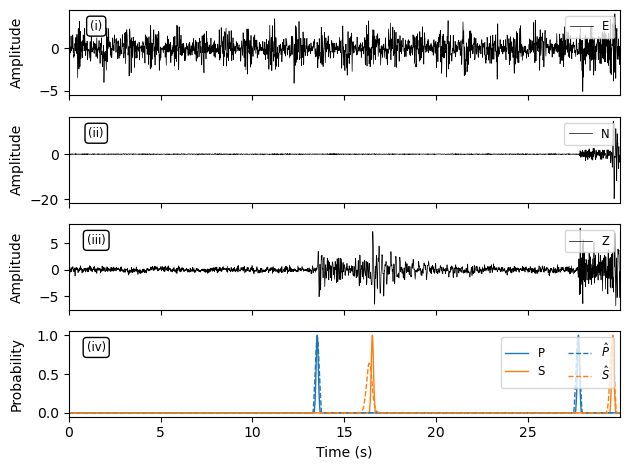 Amplitude
0
−5
(i)
E
Amplitude
0
−20
(ii)
N
Amplitude
5
0
−5
(iii)
Z
Probability
1.0
0.5
0.0
(iv)
P P̂
S Ŝ
0 5 10 15 20 25
Time (s)